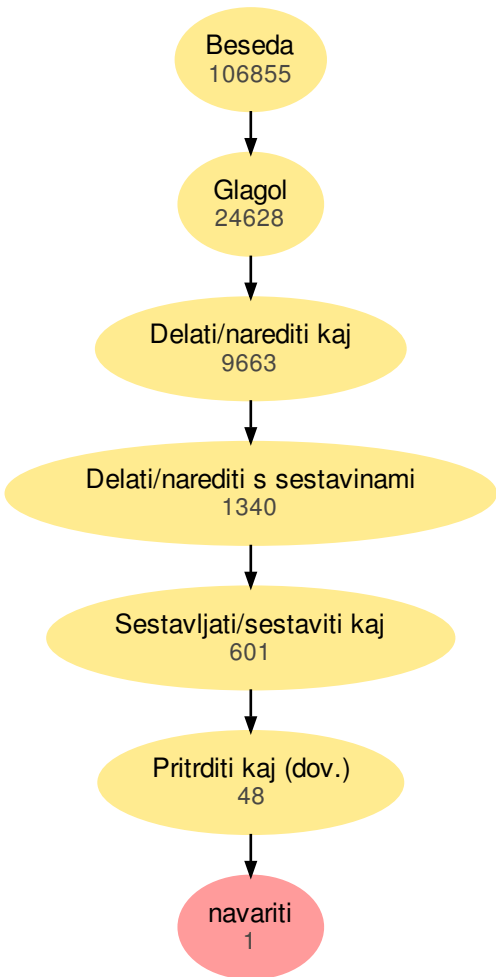 Beseda
106855
Glagol
24628
Delati/narediti kaj
9663
Delati/narediti s sestavinami
1340
Sestavljati/sestaviti kaj
601
Pritrditi kaj (dov.)
48
navariti
1